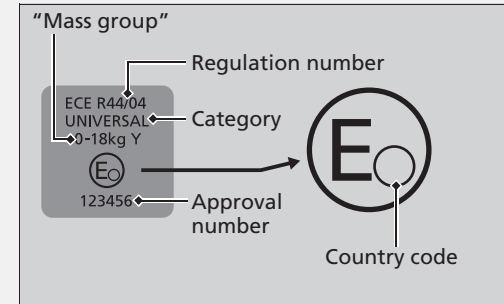 “Mass group”
Regulation number
ECE R44/04
UNIVERSAL
Category
0-18kg Y
E
E
123456
Approval
number
Country code